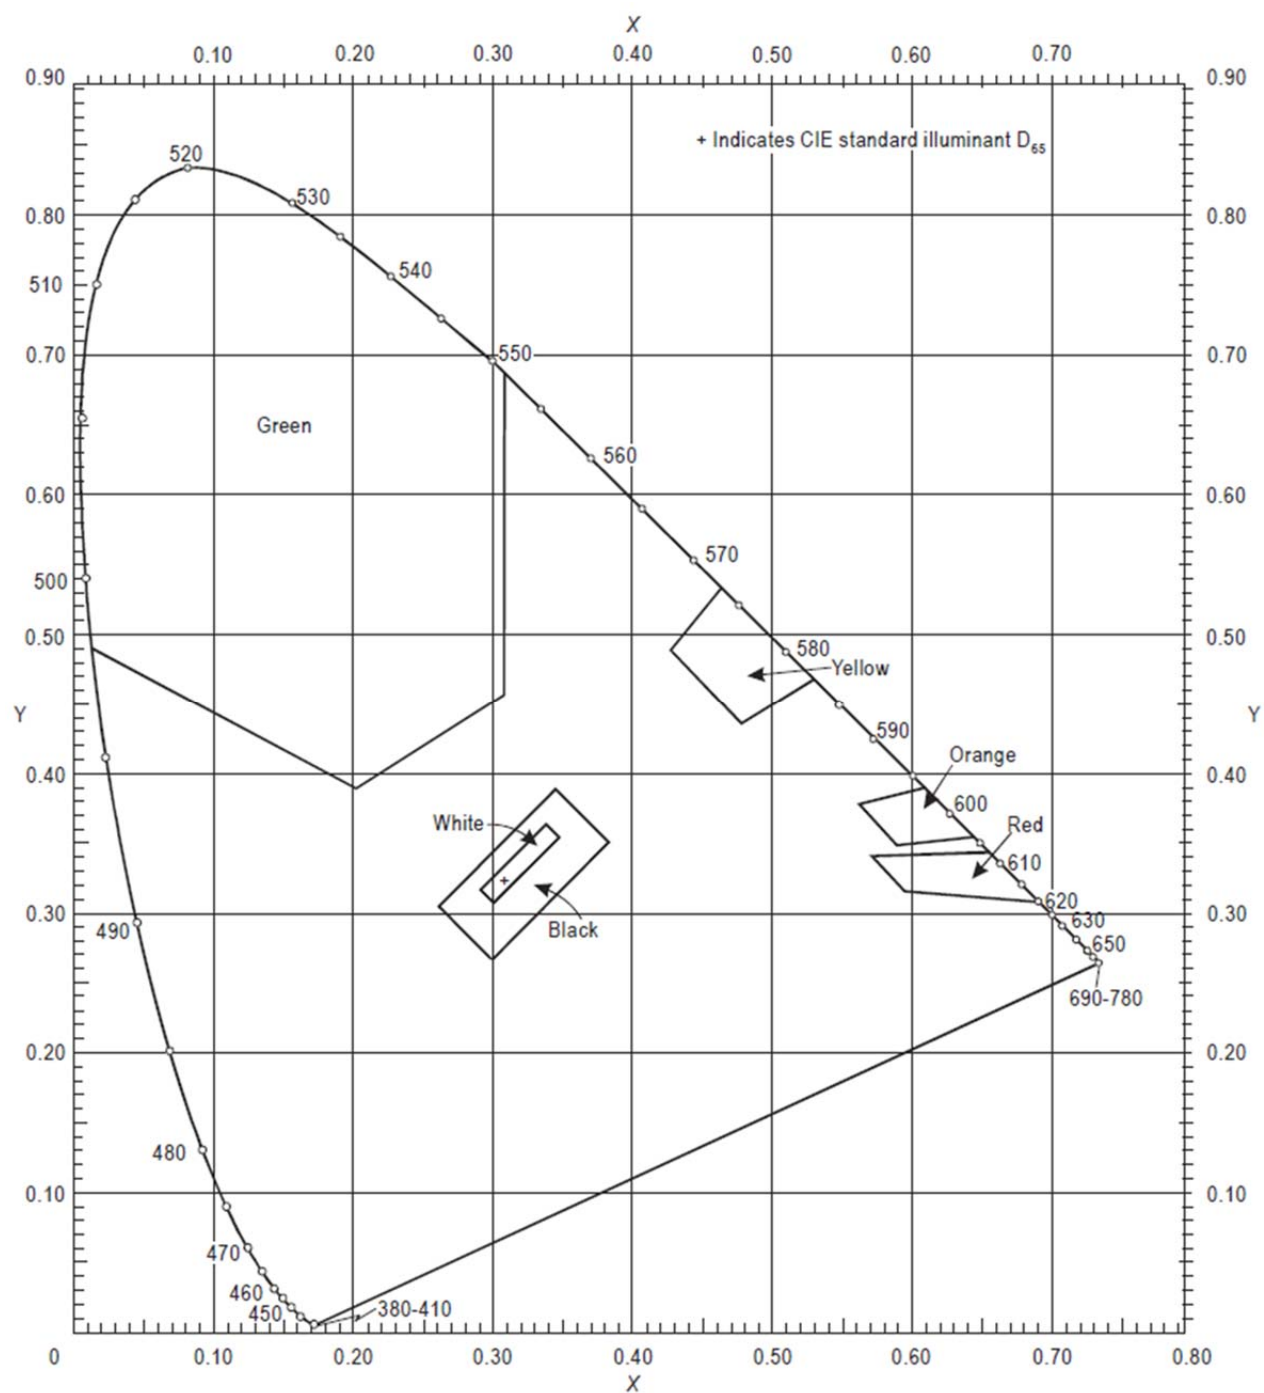 X
0.10 0.20 0.30 0.40 0.50 0.60 0.70
0.90 0.90
+ Indicates CIE standard illuminant D65
520
530
0.80 0.80
540
510
550
0.70 0.70
Green
560
0.60 0.60
570
500
0.50 0.50
580
Yellow
Y Y
590
Orange
0.40 0.40
600
White Red
610
620
0.30 0.30
630
490 Black
650
690-780
0.20 0.20
480
0.10 0.10
470
460
450 380-410
0 0.10 0.20 0.30 0.40 0.50 0.60 0.70 0.80
X